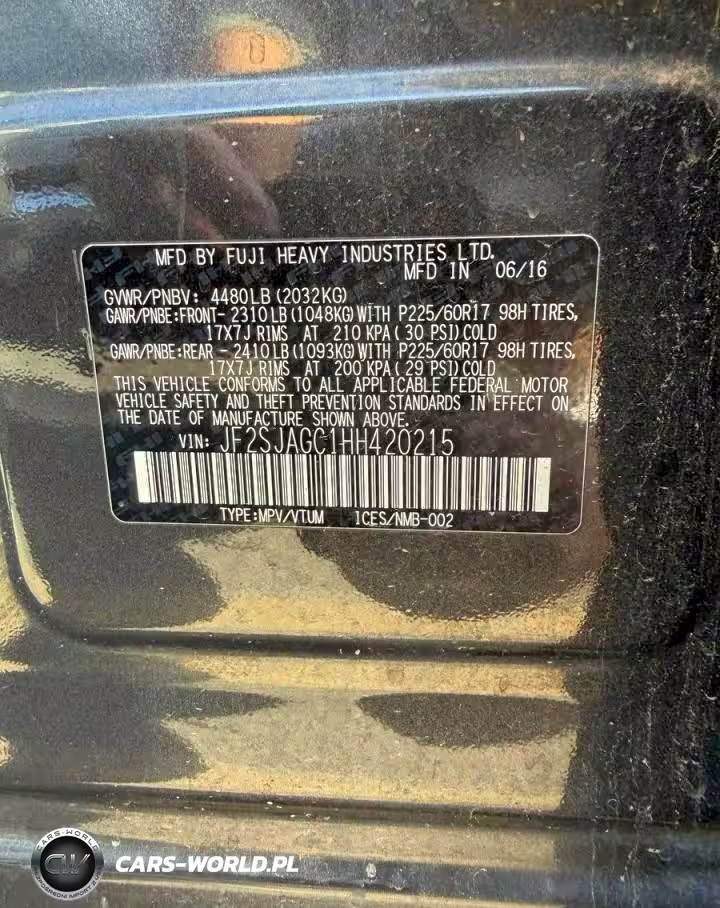 MFD BY FUJI HEAVY INDUSTRIES LTD.
MFD IN 06/16
GVWR/PNBV: 4480LB (2032KG)
GAWR/PNBE:FRONT- 2310LB (1048KG) WITH P225/60R17 98H TIRES,
17X7J RIMS AT 210 KPA ( 30 PSI) COLD
GAWR/PNBE:REAR - 2410LB (1093KG) WITH P225/60R17 98H TIRES,
17X7J RIMS AT 200 KPA ( 29 PSI) COLD
THIS VEHICLE CONFORMS TO ALL APPLICABLE FEDERAL MOTOR
VEHICLE SAFETY AND THEFT PREVENTION STANDARDS IN EFFECT ON
THE DATE OF MANUFACTURE SHOWN ABOVE.
VIN: JF2SJAGC1HH420215
TYPE:MPV/VTUM ICES/NMB-002
CARS-WORLD
CW
CARS-WORLD.PL